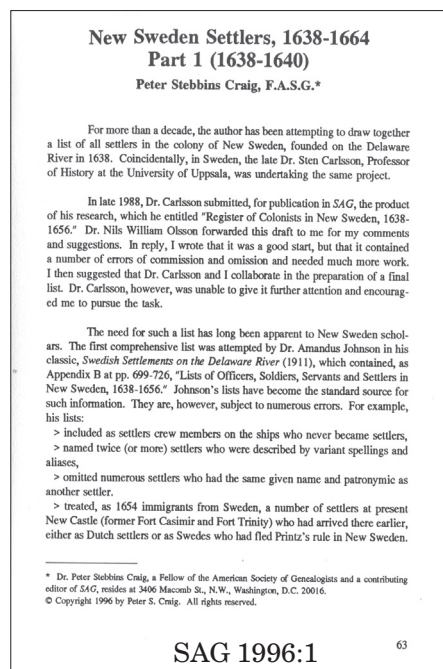 New Sweden Settlers, 1638-1664
Part 1 (1638-1640)
Peter Stebbins Craig, F.A.S.G.*
For more than a decade, the author has been attempting to draw together
a list of all settlers in the colony of New Sweden, founded on the Delaware
River in 1638. Coincidentally, in Sweden, the late Dr. Sten Carlsson, Professor
of History at the University of Uppsala, was undertaking the same project.
In late 1988, Dr. Carlsson submitted, for publication in SAG, the product
of his research, which he entitled "Register of Colonists in New Sweden, 1638-
1656." Dr. Nils William Olsson forwarded this draft to me for my comments
and suggestions. In reply, I wrote that it was a good start, but that it contained
a number of errors of commission and omission and needed much more work.
I then suggested that Dr. Carlsson and I collaborate in the preparation of a final
list. Dr. Carlsson, however, was unable to give it further attention and encourag-
ed me to pursue the task.
The need for such a list has long been apparent to New Sweden schol-
ars. The first comprehensive list was attempted by Dr. Amandus Johnson in his
classic, Swedish Settlements on the Delaware River (1911), which contained, as
Appendix B at pp. 699-726, "Lists of Officers, Soldiers, Servants and Settlers in
New Sweden, 1638-1656." Johnson's lists have become the standard source for
such information. They are, however, subject to numerous errors. For example,
his lists:
> included as settlers crew members on the ships who never became settlers,
> named twice (or more) settlers who were described by variant spellings and
aliases,
> omitted numerous settlers who had the same given name and patronymic as
another settler.
> treated, as 1654 immigrants from Sweden, a number of settlers at present
New Castle (former Fort Casimir and Fort Trinity) who had arrived there earlier,
either as Dutch settlers or as Swedes who had fled Printz's rule in New Sweden.
* Dr. Peter Stebbins Craig, a Fellow of the American Society of Genealogists and a contributing
editor of SAG, resides at 3406 Macomb St., N.W., Washington, D.C. 20016.
© Copyright 1996 by Peter S. Craig. All rights reserved.
63
SAG 1996:1